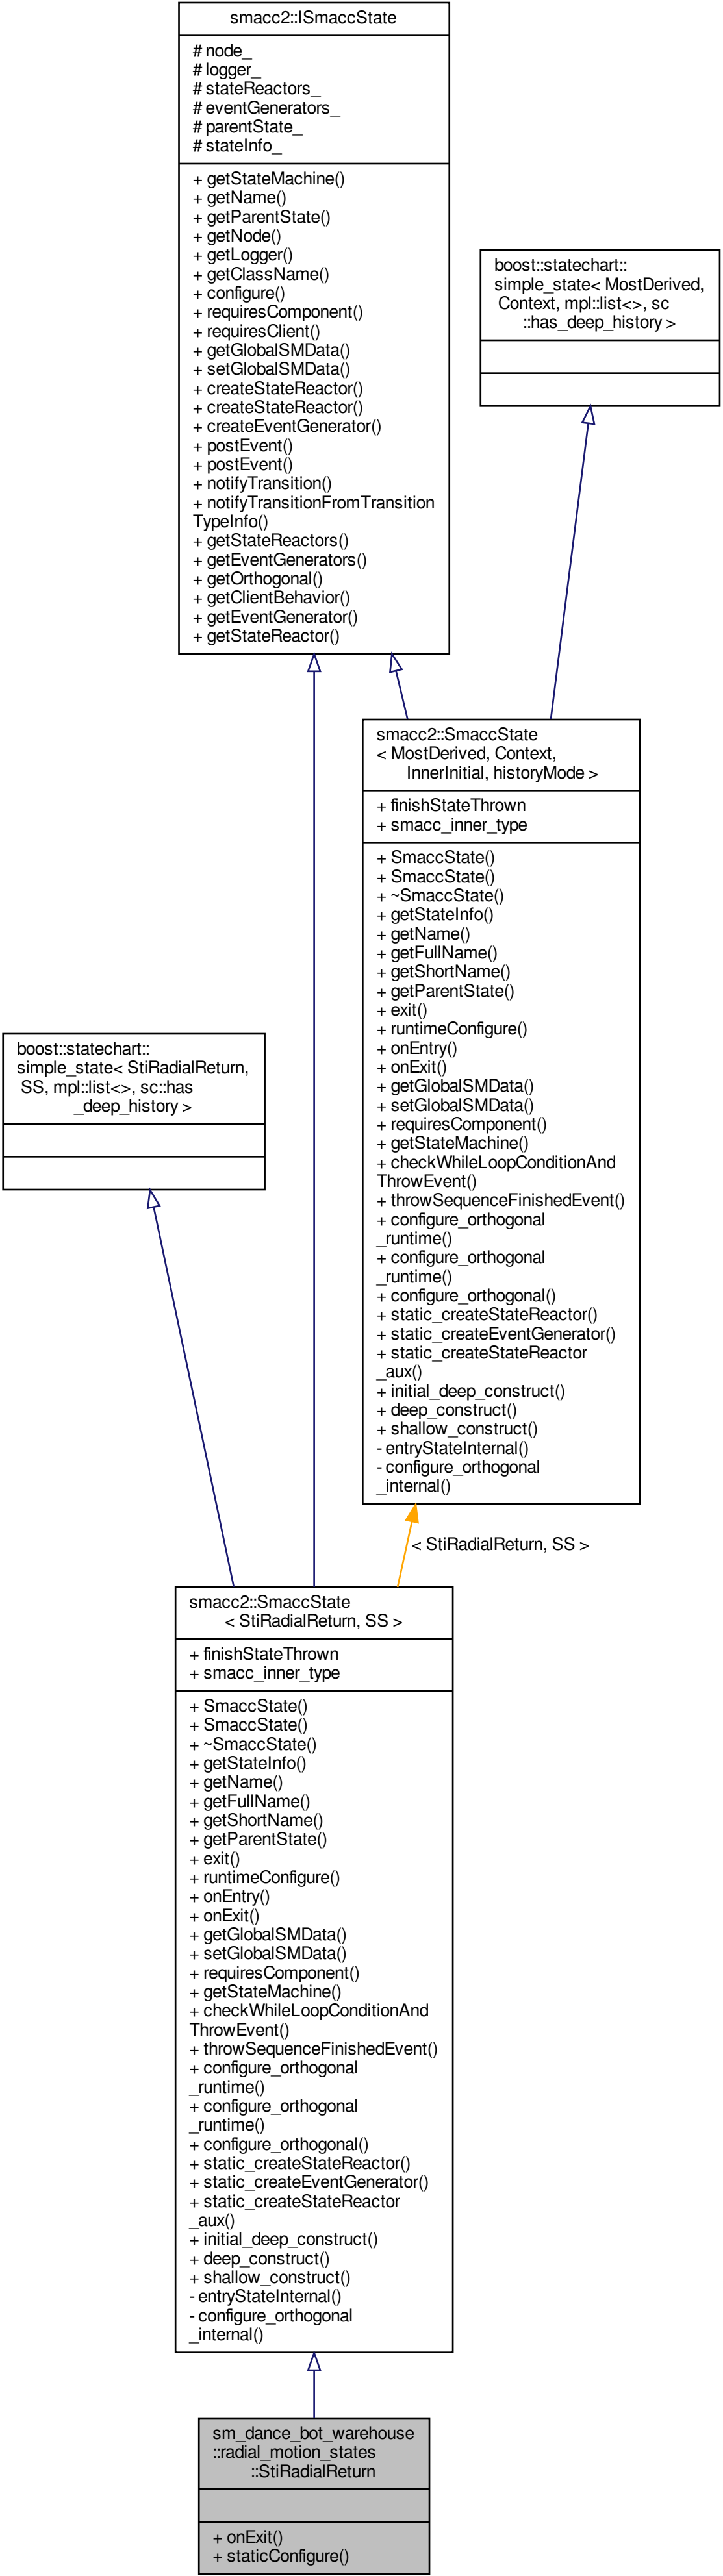 smacc2::ISmaccState
# node_
# logger_
# stateReactors_
# eventGenerators_
# parentState_
# stateInfo_
+ getStateMachine()
+ getName()
+ getParentState()
+ getNode()
+ getLogger()
+ getClassName()
+ configure()
+ requiresComponent()
+ requiresClient()
+ getGlobalSMData()
+ setGlobalSMData()
+ createStateReactor()
+ createStateReactor()
+ createEventGenerator()
+ postEvent()
+ postEvent()
+ notifyTransition()
+ notifyTransitionFromTransition
TypeInfo()
+ getStateReactors()
+ getEventGenerators()
+ getOrthogonal()
+ getClientBehavior()
+ getEventGenerator()
+ getStateReactor()
boost::statechart::
simple_state< MostDerived,
Context, mpl::list<>, sc
::has_deep_history >
smacc2::SmaccState
< MostDerived, Context,
InnerInitial, historyMode >
+ finishStateThrown
+ smacc_inner_type
+ SmaccState()
+ SmaccState()
+ ~SmaccState()
+ getStateInfo()
+ getName()
+ getFullName()
+ getShortName()
+ getParentState()
+ exit()
+ runtimeConfigure()
+ onEntry()
+ onExit()
+ getGlobalSMData()
+ setGlobalSMData()
+ requiresComponent()
+ getStateMachine()
+ checkWhileLoopConditionAnd
ThrowEvent()
+ throwSequenceFinishedEvent()
+ configure_orthogonal
_runtime()
+ configure_orthogonal
_runtime()
+ configure_orthogonal()
+ static_createStateReactor()
+ static_createEventGenerator()
+ static_createStateReactor
_aux()
+ initial_deep_construct()
+ deep_construct()
+ shallow_construct()
- entryStateInternal()
- configure_orthogonal
_internal()
boost::statechart::
simple_state< StiRadialReturn,
SS, mpl::list<>, sc::has
_deep_history >
< StiRadialReturn, SS >
smacc2::SmaccState
< StiRadialReturn, SS >
+ finishStateThrown
+ smacc_inner_type
+ SmaccState()
+ SmaccState()
+ ~SmaccState()
+ getStateInfo()
+ getName()
+ getFullName()
+ getShortName()
+ getParentState()
+ exit()
+ runtimeConfigure()
+ onEntry()
+ onExit()
+ getGlobalSMData()
+ setGlobalSMData()
+ requiresComponent()
+ getStateMachine()
+ checkWhileLoopConditionAnd
ThrowEvent()
+ throwSequenceFinishedEvent()
+ configure_orthogonal
_runtime()
+ configure_orthogonal
_runtime()
+ configure_orthogonal()
+ static_createStateReactor()
+ static_createEventGenerator()
+ static_createStateReactor
_aux()
+ initial_deep_construct()
+ deep_construct()
+ shallow_construct()
- entryStateInternal()
- configure_orthogonal
_internal()
sm_dance_bot_warehouse
::radial_motion_states
::StiRadialReturn
+ onExit()
+ staticConfigure()